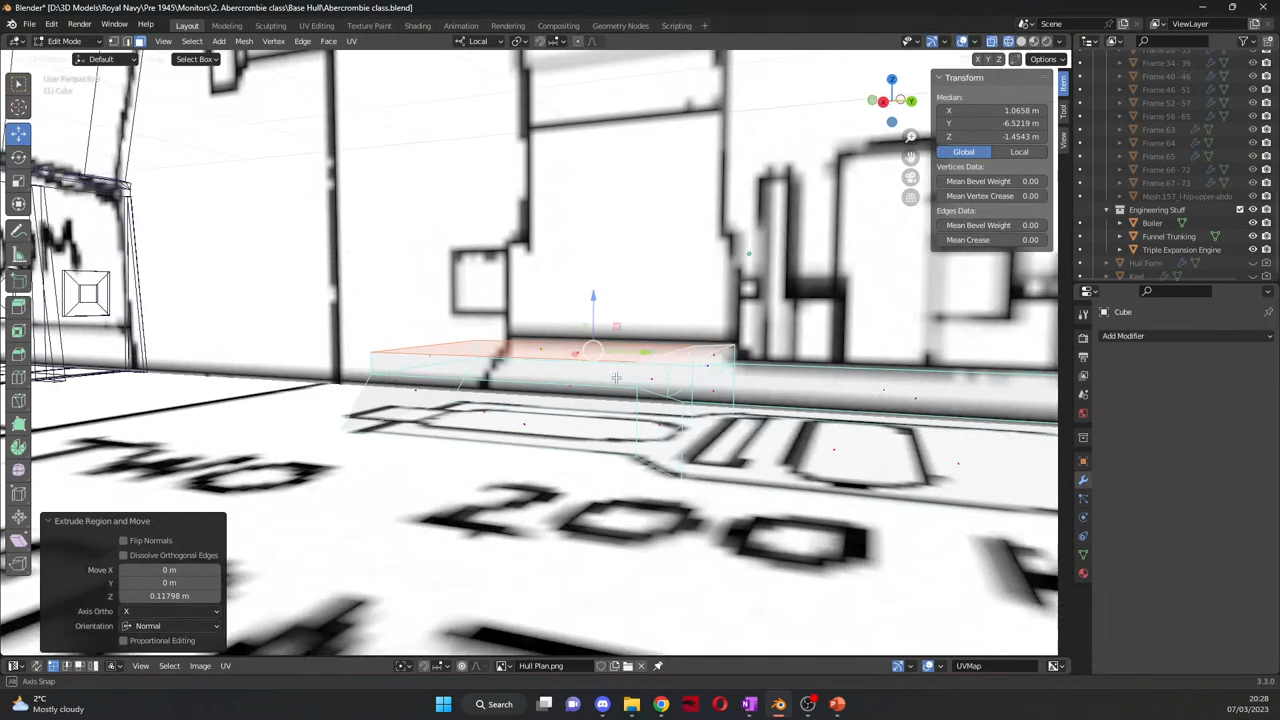 Blender* [D:\3D Models\Royal Navy\Pre 1945\Monitors\2. Abercrombie class\Base Hull\Abercrombie class.blend]
File Edit Render Window Help Layout Modeling Sculpting UV Editing Texture Paint Shading Animation Rendering Compositing Geometry Nodes Scripting + Scene ViewLayer
Edit Mode View Select Add Mesh Vertex Edge Face UV Local
Default Select Box X Y Z Options
User Perspective
(1) Cube
Transform
Median:
X 1.0658 m
Y -6.5219 m
Z -1.4543 m
Global Local
Vertices Data:
Mean Bevel Weight 0.00
Mean Vertex Crease 0.00
Edges Data:
Mean Bevel Weight 0.00
Mean Crease 0.00
Item
Tool
View
Frame 34 - 39
Frame 40 - 46
Frame 46 - 51
Frame 52 - 57
Frame 58 - 65
Frame 63
Frame 64
Frame 65
Frame 66 - 72
Frame 67 - 73
Engineering Stuff
Boiler
Funnel Trunking
Triple Expansion Engine
Hull Form
Keel
Cube
Add Modifier
200
Extrude Region and Move
Flip Normals
Dissolve Orthogonal Edges
Move X 0 m
Y 0 m
Z 0.11798 m
Axis Ortho X
Orientation Normal
Proportional Editing
View Select Image UV Hull Plan.png UVMap
Axis Snap
3.3.0
2°C
Mostly cloudy
Search
20:28
07/03/2023